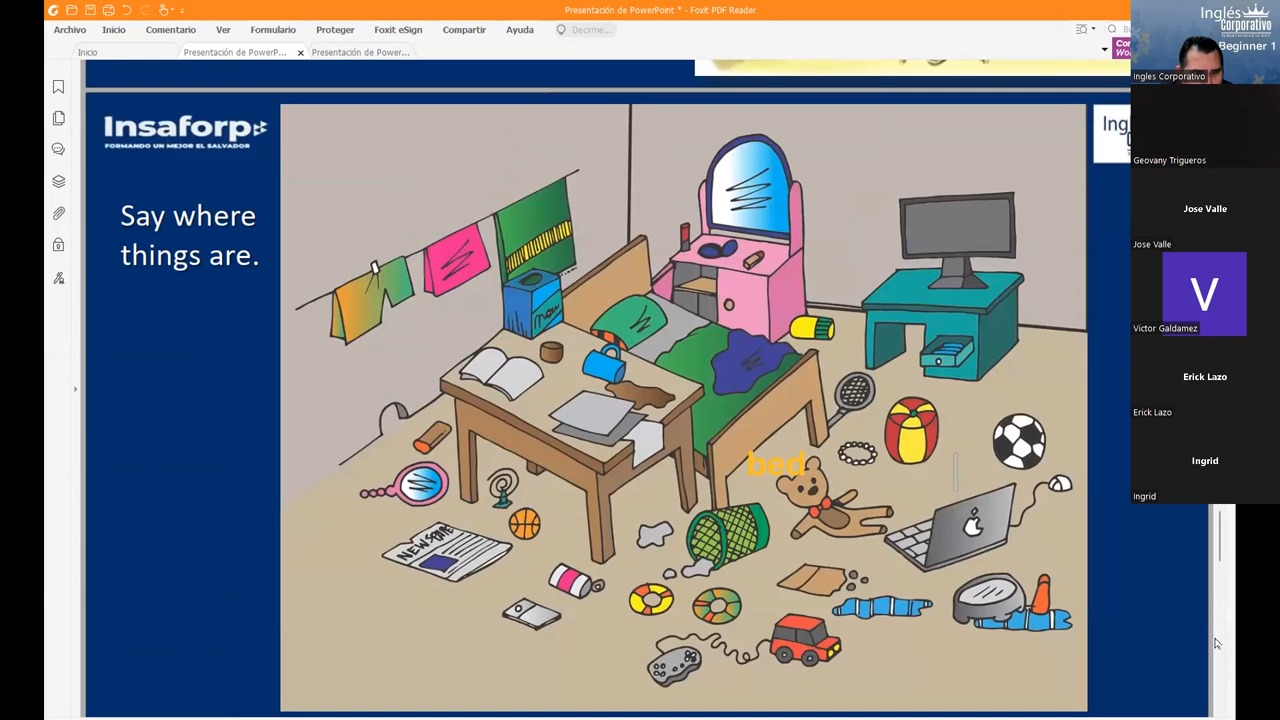 Presentación de PowerPoint * - Foxit PDF Reader
Archivo Inicio Comentario Ver Formulario Proteger Foxit eSign Compartir Ayuda Decirme...
Inicio Presentación de PowerP... Presentación de Power...
Inglés
Corporativo
Beginner 1
Ingles Corporativo
Insaforp
FORMANDO UN MEJOR EL SALVADOR
Say where
things are.
bed
NEWSPAPE
Geovany Trigueros
Jose Valle
Jose Valle
V
Victor Galdamez
Erick Lazo
Erick Lazo
Ingrid
Ingrid